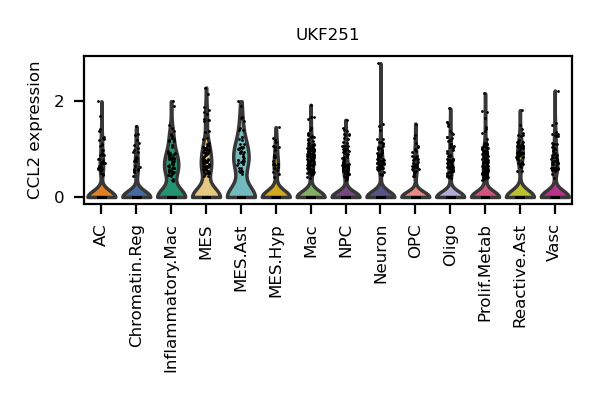 UKF251
CCL2 expression
2
0
AC
Chromatin.Reg
Inflammatory.Mac
MES
MES.Ast
MES.Hyp
Mac
NPC
Neuron
OPC
Oligo
Prolif.Metab
Reactive.Ast
Vasc